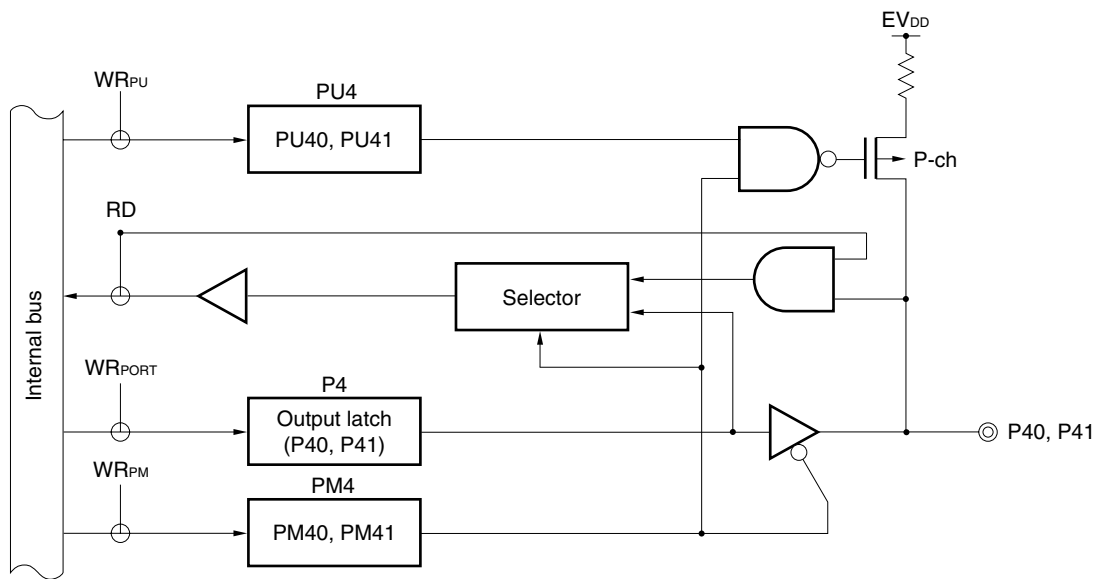 EVDD
WRPU
PU4
PU40, PU41
P-ch
RD
Selector
Internal bus
WRPORT
P4
Output latch
(P40, P41)
P40, P41
WRPM
PM4
PM40, PM41